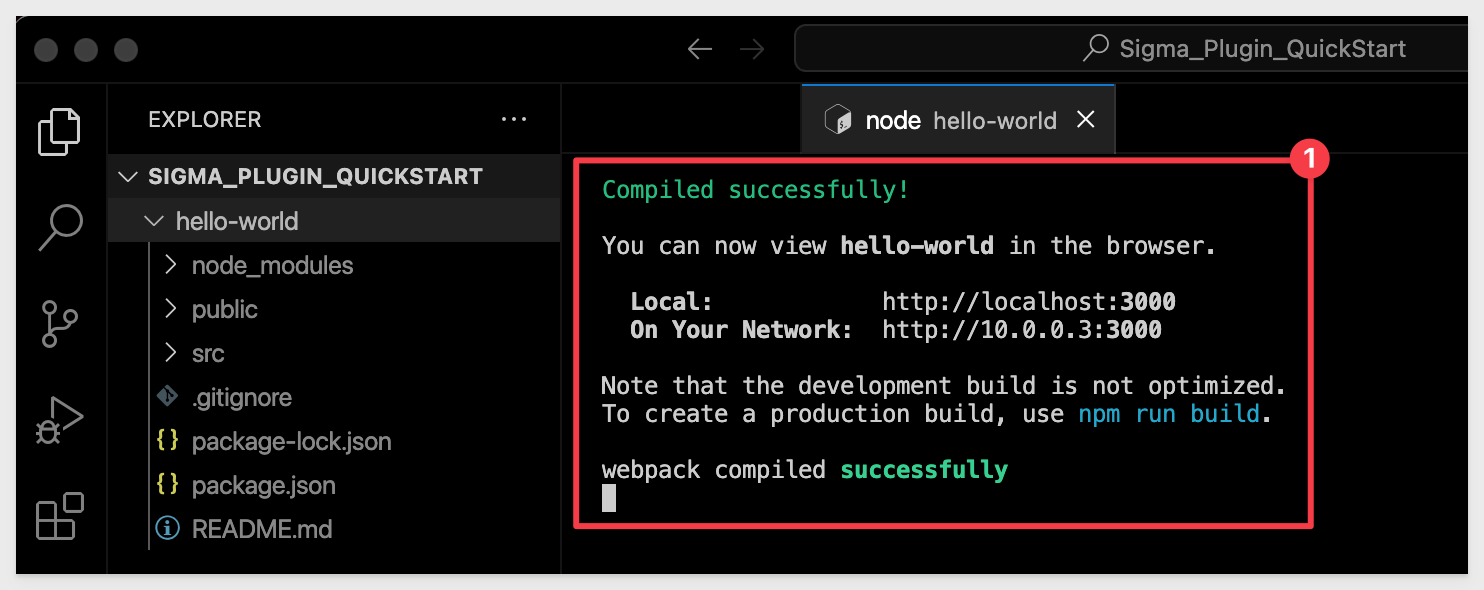 Sigma_Plugin_QuickStart
EXPLORER
node hello-world
SIGMA_PLUGIN_QUICKSTART
hello-world
node_modules
public
src
.gitignore
package-lock.json
package.json
README.md
1
Compiled successfully!
You can now view hello-world in the browser.
Local: http://localhost:3000
On Your Network: http://10.0.0.3:3000
Note that the development build is not optimized.
To create a production build, use npm run build.
webpack compiled successfully